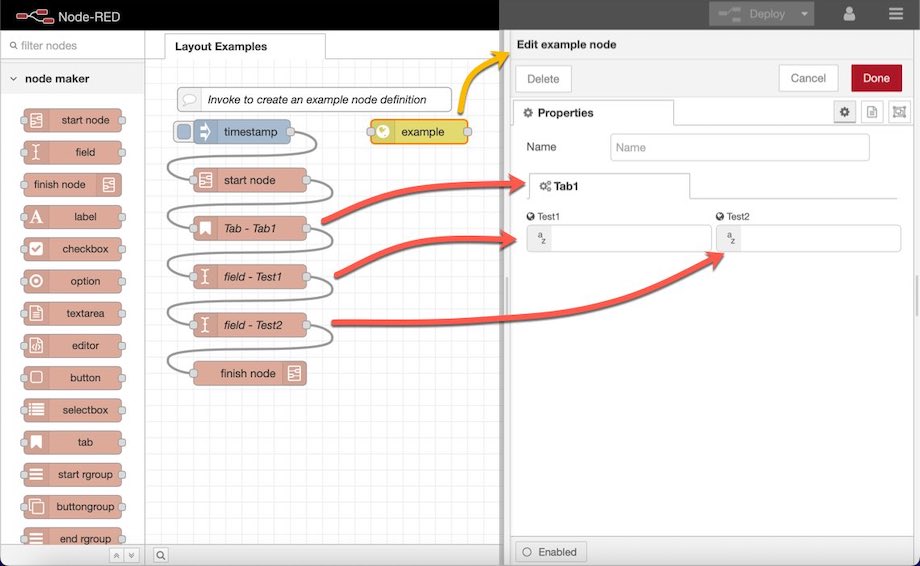 Node-RED
Deploy
filter nodes
node maker
start node
field
finish node
label
checkbox
option
textarea
editor
button
selectbox
tab
start rgroup
buttongroup
end rgroup
Layout Examples
Invoke to create an example node definition
timestamp
example
start node
Tab - Tab1
field - Test1
field - Test2
finish node
Edit example node
Delete
Cancel
Done
Properties
Name
Name
Tab1
Test1
Test2
a
z
a
z
Enabled